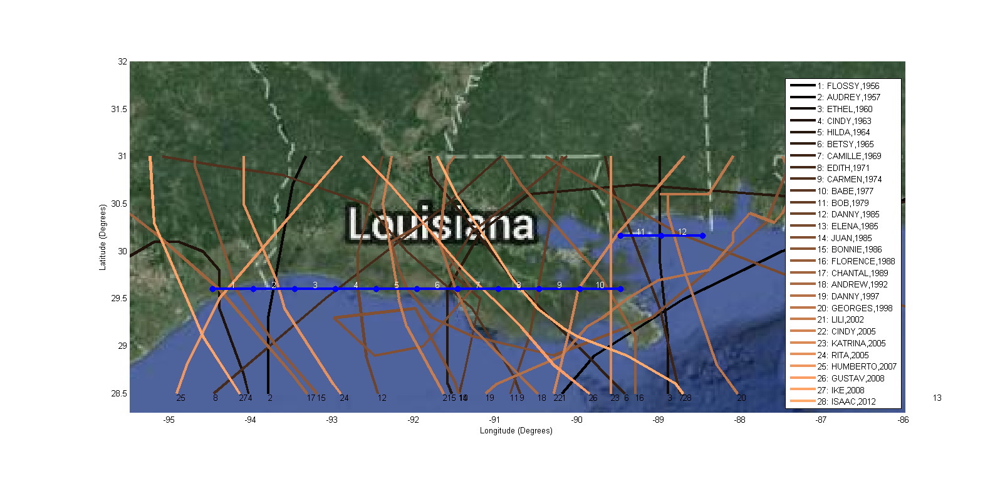 32
31.5
31
30.5
30
29.5
29
28.5
Latitude (Degrees)
Louisiana
1: FLOSSY,1956
2: AUDREY,1957
3: ETHEL,1960
4: CINDY,1963
5: HILDA,1964
6: BETSY,1965
7: CAMILLE,1969
8: EDITH,1971
9: CARMEN,1974
10: BABE,1977
11: BOB,1979
12: DANNY,1985
13: ELENA,1985
14: JUAN,1985
15: BONNIE,1986
16: FLORENCE,1988
17: CHANTAL,1989
18: ANDREW,1992
19: DANNY,1997
20: GEORGES,1998
21: LILI,2002
22: CINDY,2005
23: KATRINA,2005
24: RITA,2005
25: HUMBERTO,2007
26: GUSTAV,2008
27: IKE,2008
28: ISAAC,2012
11 12
1 2 3 4 5 6 7 8 9 10
25 8 274 2 17 15 24 12 215 19 119 18 221 26 23 6 16 3 728 20 13
-95 -94 -93 -92 -91 -90 -89 -88 -87 -86
Longitude (Degrees)